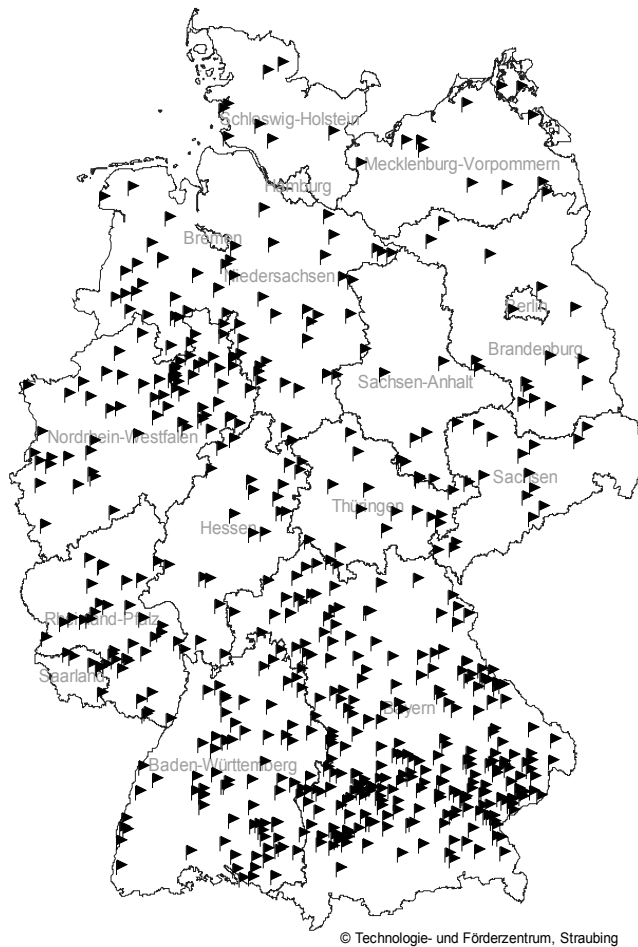 Schleswig-Holstein
Mecklenburg-Vorpommern
Hamburg
Bremen
Niedersachsen
Berlin
Brandenburg
Sachsen-Anhalt
Nordrhein-Westfalen
Sachsen
Thüringen
Hessen
Rheinland-Pfalz
Saarland
Bayern
Baden-Württemberg
© Technologie- und Förderzentrum, Straubing